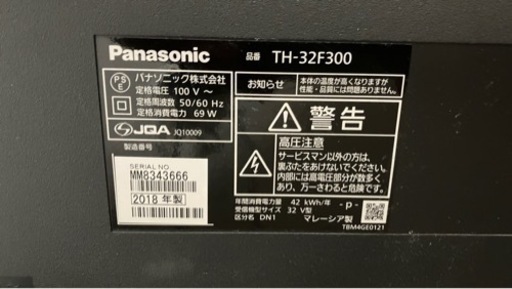 Panasonic
品番 TH-32F300
PS
E
パナソニック株式会社
定格電圧 100 V～
定格周波数 50/60 Hz
定格消費電力 69 W
JQA JQ10009
製造番号
SERIAL NO.
MM8343666
2018 年製
お知らせ
本体の温度が高くなりますが
性能・品質には問題ありません。
警告
高圧注意
サービスマン以外の方は、
裏ぶたをあけないでください。
内部には高電圧部分が数多く
あり、万一さわると危険です。
年間消費電力量 42 kWh/年
受信機型サイズ 32 V型
区分名 DN1
- p -
マレーシア製
TBM4GE0121